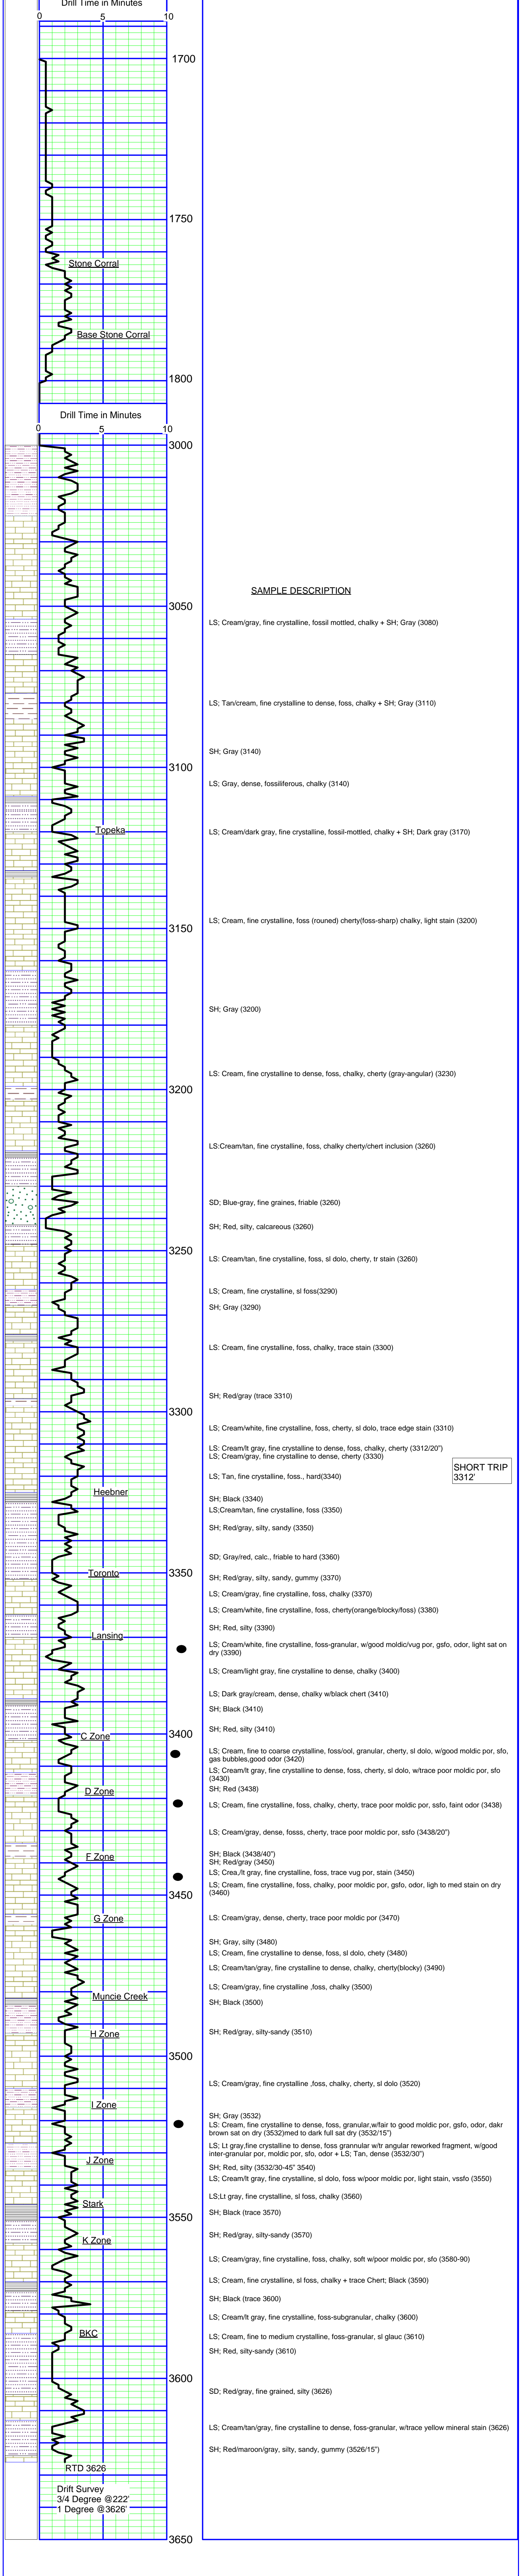 Drill Time in Minutes
0 5 10
1700
1750
Stone Corral
Base Stone Corral
1800
Drill Time in Minutes
0 5 10
3000
SAMPLE DESCRIPTION
3050
LS; Cream/gray, fine crystalline, fossil mottled, chalky + SH; Gray (3080)
LS; Tan/cream, fine crystalline to dense, foss, chalky + SH; Gray (3110)
SH; Gray (3140)
3100
LS; Gray, dense, fossiliferous, chalky (3140)
Topeka
LS; Cream/dark gray, fine crystalline, fossil-mottled, chalky + SH; Dark gray (3170)
3150
LS; Cream, fine crystalline, foss (rouned) cherty(foss-sharp) chalky, light stain (3200)
SH; Gray (3200)
LS: Cream, fine crystalline to dense, foss, chalky, cherty (gray-angular) (3230)
3200
LS:Cream/tan, fine crystalline, foss, chalky cherty/chert inclusion (3260)
SD; Blue-gray, fine graines, friable (3260)
SH; Red, silty, calcareous (3260)
3250
LS: Cream/tan, fine crystalline, foss, sl dolo, cherty, tr stain (3260)
LS; Cream, fine crystalline, sl foss(3290)
SH; Gray (3290)
LS: Cream, fine crystalline, foss, chalky, trace stain (3300)
SH; Red/gray (trace 3310)
3300
LS; Cream/white, fine crystalline, foss, cherty, sl dolo, trace edge stain (3310)
LS: Cream/lt gray, fine crystalline to dense, foss, chalky, cherty (3312/20")
LS; Cream/gray, fine crystalline to dense, cherty (3330)
SHORT TRIP
3312'
LS; Tan, fine crystalline, foss., hard(3340)
Heebner
SH; Black (3340)
LS;Cream/tan, fine crystalline, foss (3350)
SH; Red/gray, silty, sandy (3350)
SD; Gray/red, calc., friable to hard (3360)
3350
Toronto
SH; Red/gray, silty, sandy, gummy (3370)
LS; Cream/gray, fine crystalline, foss, chalky (3370)
LS; Cream/white, fine crystalline, foss, cherty(orange/blocky/foss) (3380)
SH; Red, silty (3390)
Lansing
LS; Cream/white, fine crystalline, foss-granular, w/good moldic/vug por, gsfo, odor, light sat on
dry (3390)
LS; Cream/light gray, fine crystalline to dense, chalky (3400)
LS; Dark gray/cream, dense, chalky w/black chert (3410)
SH; Black (3410)
SH; Red, silty (3410)
3400
C Zone
LS; Cream, fine to coarse crystalline, foss/ool, granular, cherty, sl dolo, w/good moldic por, sfo,
gas bubbles,good odor (3420)
LS; Cream/lt gray, fine crystalline to dense, foss, cherty, sl dolo, w/trace poor moldic por, sfo
(3430)
SH; Red (3438)
D Zone
LS; Cream, fine crystalline, foss, chalky, cherty, trace poor moldic por, ssfo, faint odor (3438)
LS; Cream/gray, dense, fosss, cherty, trace poor moldic por, ssfo (3438/20")
SH; Black (3438/40")
F Zone
SH; Red/gray (3450)
LS; Crea,/lt gray, fine crystalline, foss, trace vug por, stain (3450)
3450
LS; Cream, fine crystalline, foss, chalky, poor moldic por, gsfo, odor, ligh to med stain on dry
(3460)
G Zone
LS: Cream/gray, dense, cherty, trace poor moldic por (3470)
SH; Gray, silty (3480)
LS; Cream, fine crystalline to dense, foss, sl dolo, chety (3480)
LS; Cream/tan/gray, fine crystalline to dense, chalky, cherty(blocky) (3490)
LS; Cream/gray, fine crystalline ,foss, chalky (3500)
Muncie Creek
SH; Black (3500)
H Zone
SH; Red/gray, silty-sandy (3510)
3500
LS; Cream/gray, fine crystalline ,foss, chalky, cherty, sl dolo (3520)
I Zone
SH; Gray (3532)
LS: Cream, fine crystalline to dense, foss, granular,w/fair to good moldic por, gsfo, odor, dakr
brown sat on dry (3532)med to dark full sat dry (3532/15")
LS; Lt gray,fine crystalline to dense, foss grannular w/tr angular reworked fragment, w/good
inter-granular por, moldic por, sfo, odor + LS; Tan, dense (3532/30")
J Zone
SH; Red, silty (3532/30-45" 3540)
LS; Cream/lt gray, fine crystalline, sl dolo, foss w/poor moldic por, light stain, vssfo (3550)
LS;Lt gray, fine crystalline, sl foss, chalky (3560)
Stark
SH; Black (trace 3570)
3550
SH; Red/gray, silty-sandy (3570)
K Zone
LS; Cream/gray, fine crystalline, foss, chalky, soft w/poor moldic por, sfo (3580-90)
LS; Cream, fine crystalline, sl foss, chalky + trace Chert; Black (3590)
SH; Black (trace 3600)
LS; Cream/lt gray, fine crystalline, foss-subgranular, chalky (3600)
BKC
LS; Cream, fine to medium crystalline, foss-granular, sl glauc (3610)
SH; Red, silty-sandy (3610)
3600
SD; Red/gray, fine grained, silty (3626)
LS; Cream/tan/gray, fine crystalline to dense, foss-granular, w/trace yellow mineral stain (3626)
SH; Red/maroon/gray, silty, sandy, gummy (3526/15")
RTD 3626
Drift Survey
3/4 Degree @222'
1 Degree @3626'
3650